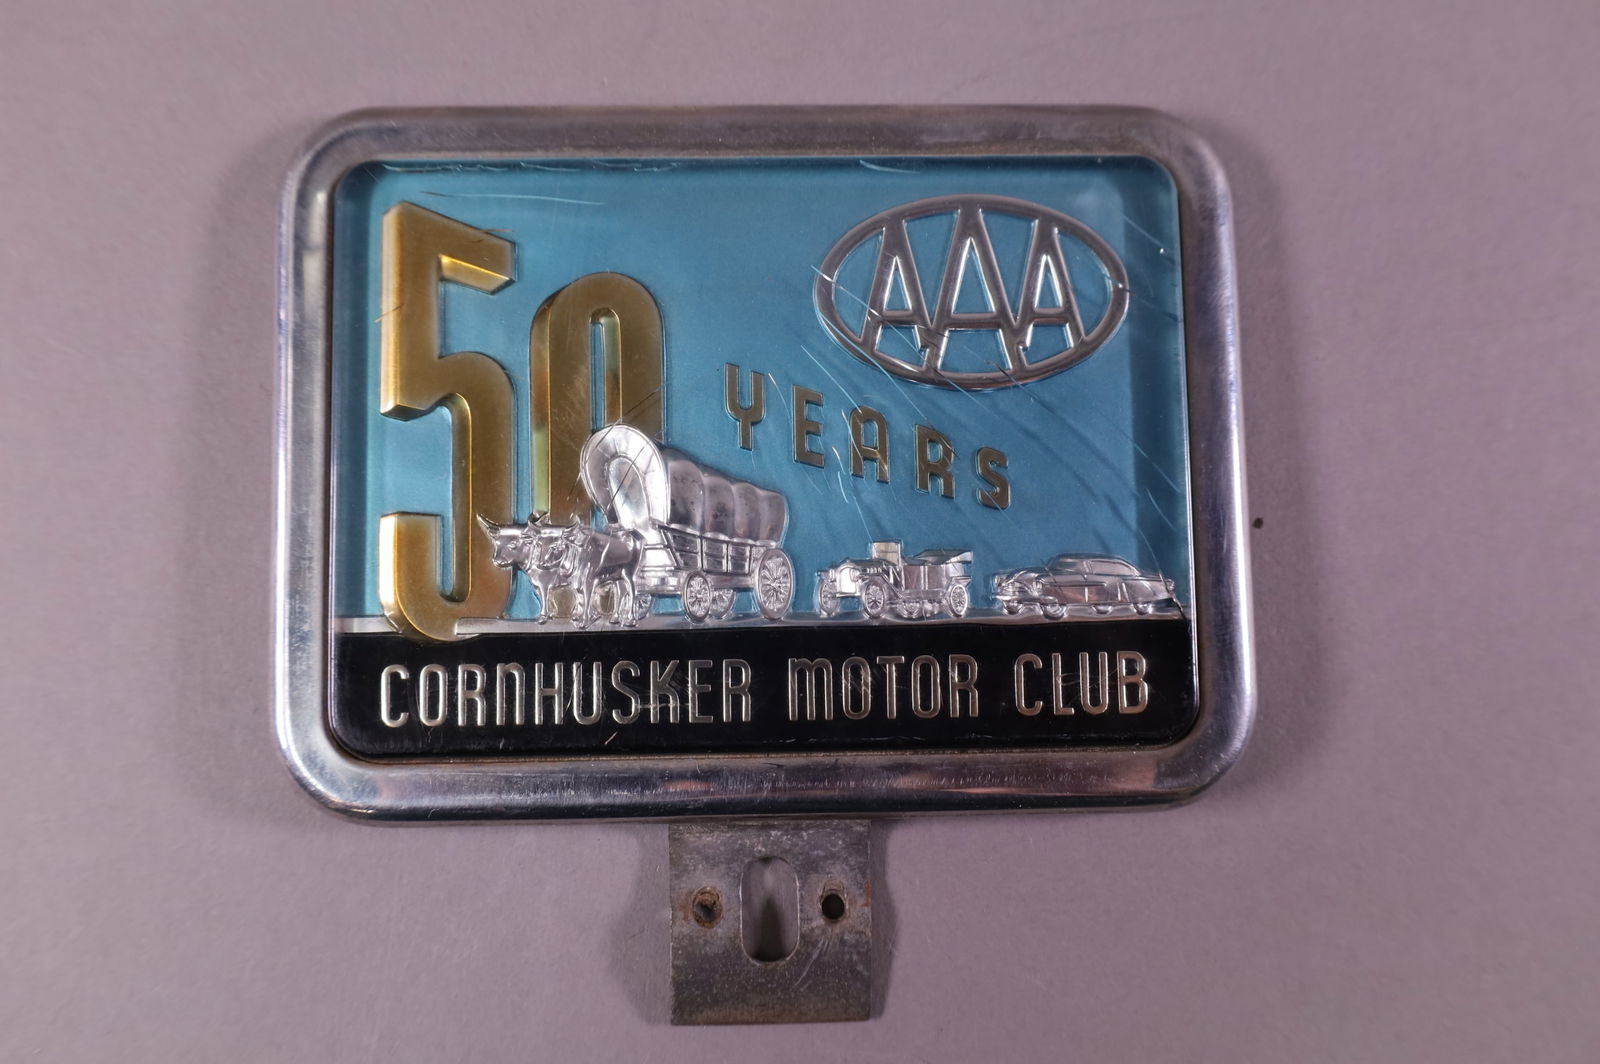 50
YEARS
AAA
CORNHUSKER MOTOR CLUB